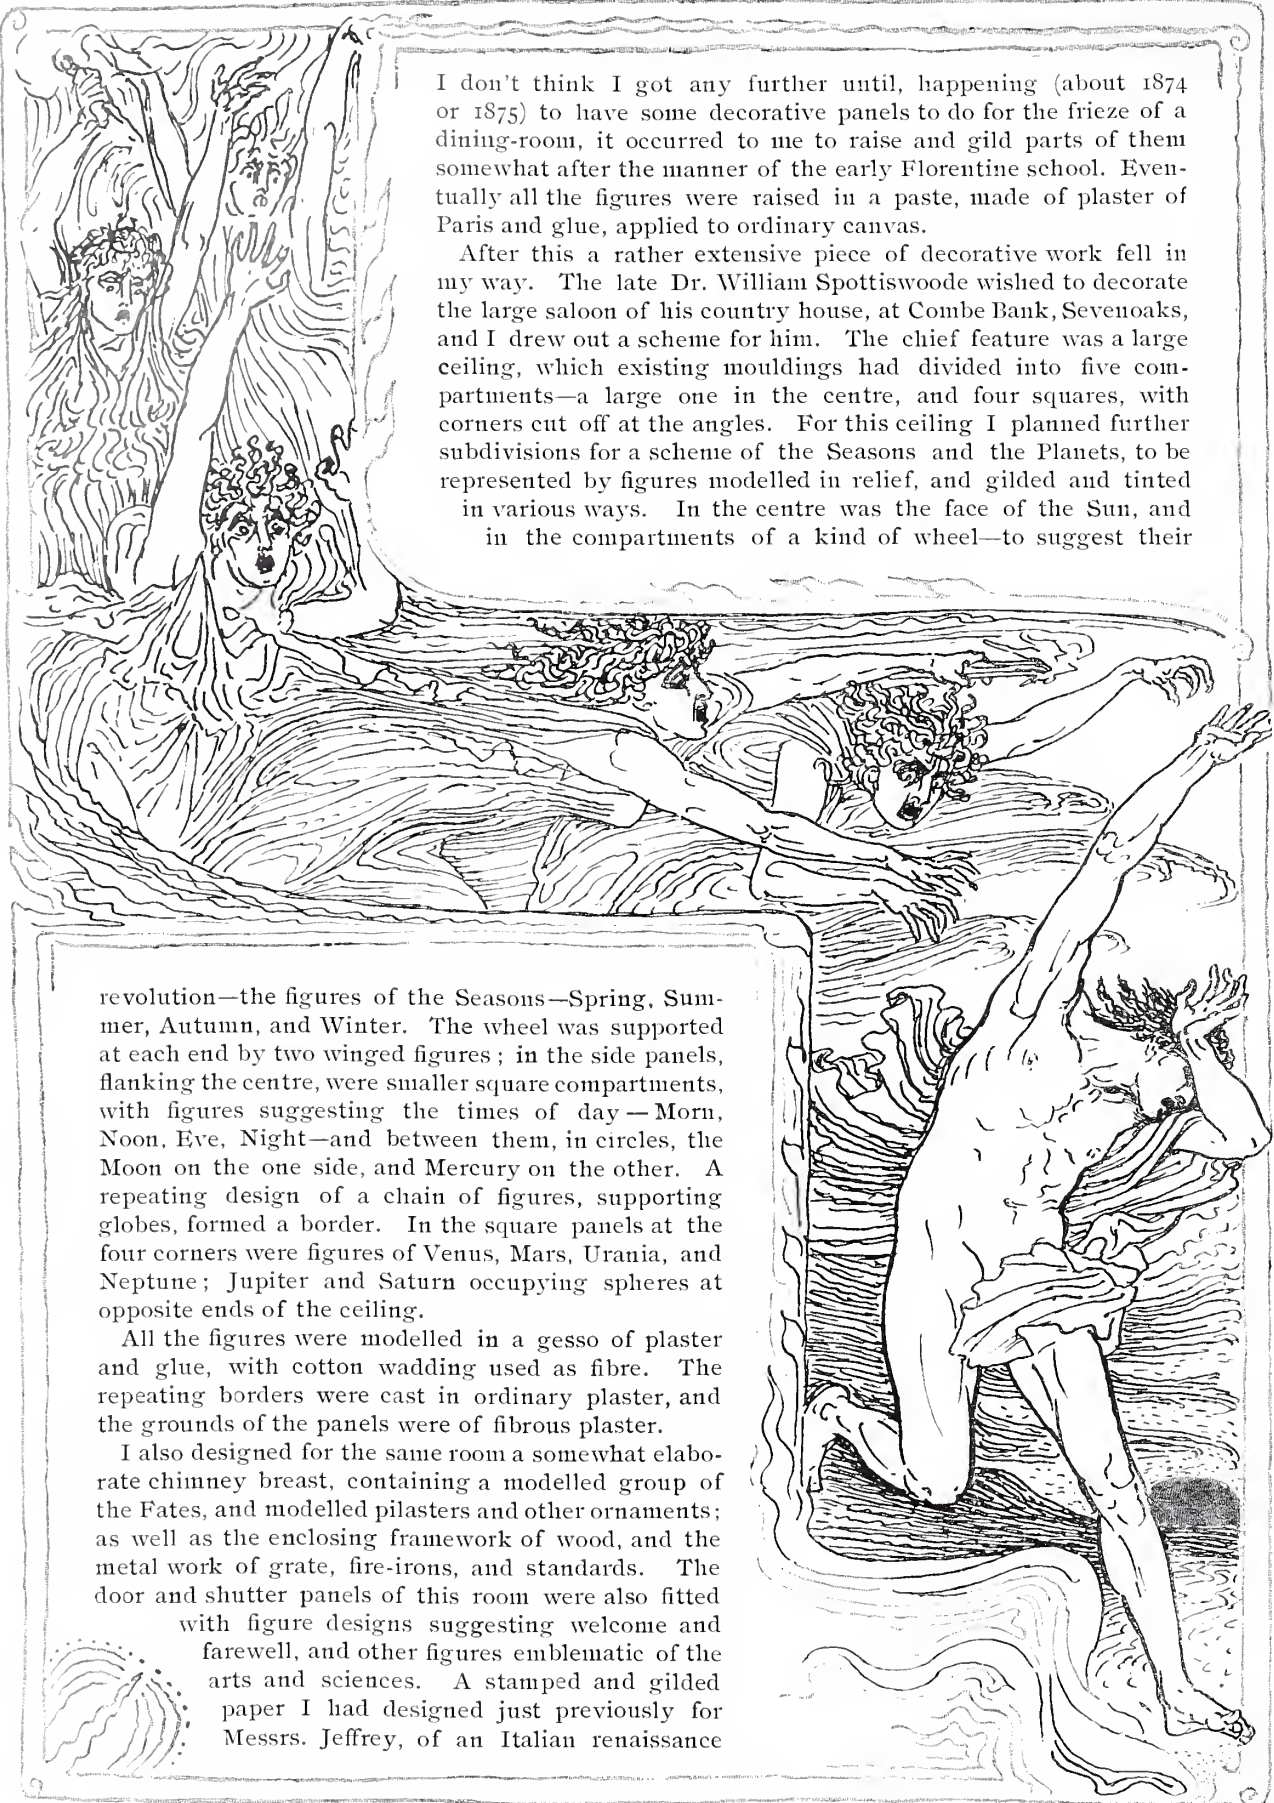 I don't think I got any further until, happening (about 1874
or 1875) to have some decorative panels to do for the frieze of a
dining-room, it occurred to me to raise and gild parts of them
somewhat after the manner of the early Florentine school. Even-
tually all the figures were raised in a paste, made of plaster of
Paris and glue, applied to ordinary canvas.
After this a rather extensive piece of decorative work fell in
my way. The late Dr. William Spottiswoode wished to decorate
the large saloon of his country house, at Combe Bank, Sevenoaks,
and I drew out a scheme for him. The chief feature was a large
ceiling, which existing mouldings had divided into five com-
partments—a large one in the centre, and four squares, with
corners cut off at the angles. For this ceiling I planned further
subdivisions for a scheme of the Seasons and the Planets, to be
represented by figures modelled in relief, and gilded and tinted
in various ways. In the centre was the face of the Sun, and
in the compartments of a kind of wheel—to suggest their
revolution—the figures of the Seasons—Spring, Sum-
mer, Autumn, and Winter. The wheel was supported
at each end by two winged figures; in the side panels,
flanking the centre, were smaller square compartments,
with figures suggesting the times of day—Morn,
Noon, Eve, Night—and between them, in circles, the
Moon on the one side, and Mercury on the other. A
repeating design of a chain of figures, supporting
globes, formed a border. In the square panels at the
four corners were figures of Venus, Mars, Urania, and
Neptune; Jupiter and Saturn occupying spheres at
opposite ends of the ceiling.
All the figures were modelled in a gesso of plaster
and glue, with cotton wadding used as fibre. The
repeating borders were cast in ordinary plaster, and
the grounds of the panels were of fibrous plaster.
I also designed for the same room a somewhat elabo-
rate chimney breast, containing a modelled group of
the Fates, and modelled pilasters and other ornaments;
as well as the enclosing framework of wood, and the
metal work of grate, fire-irons, and standards. The
door and shutter panels of this room were also fitted
with figure designs suggesting welcome and
farewell, and other figures emblematic of the
arts and sciences. A stamped and gilded
paper I had designed just previously for
Messrs. Jeffrey, of an Italian renaissance